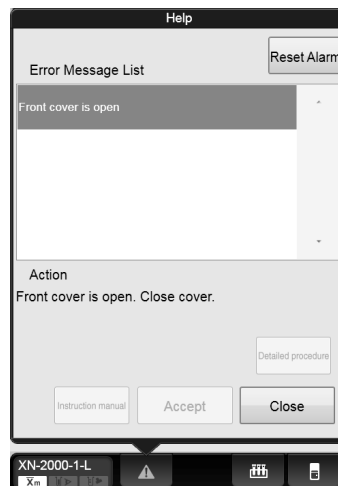 Help
Reset Alarm
Error Message List
Front cover is open
Action
Front cover is open. Close cover.
Detailed procedure
Instruction manual
Accept
Close
XN-2000-1-L
Xm